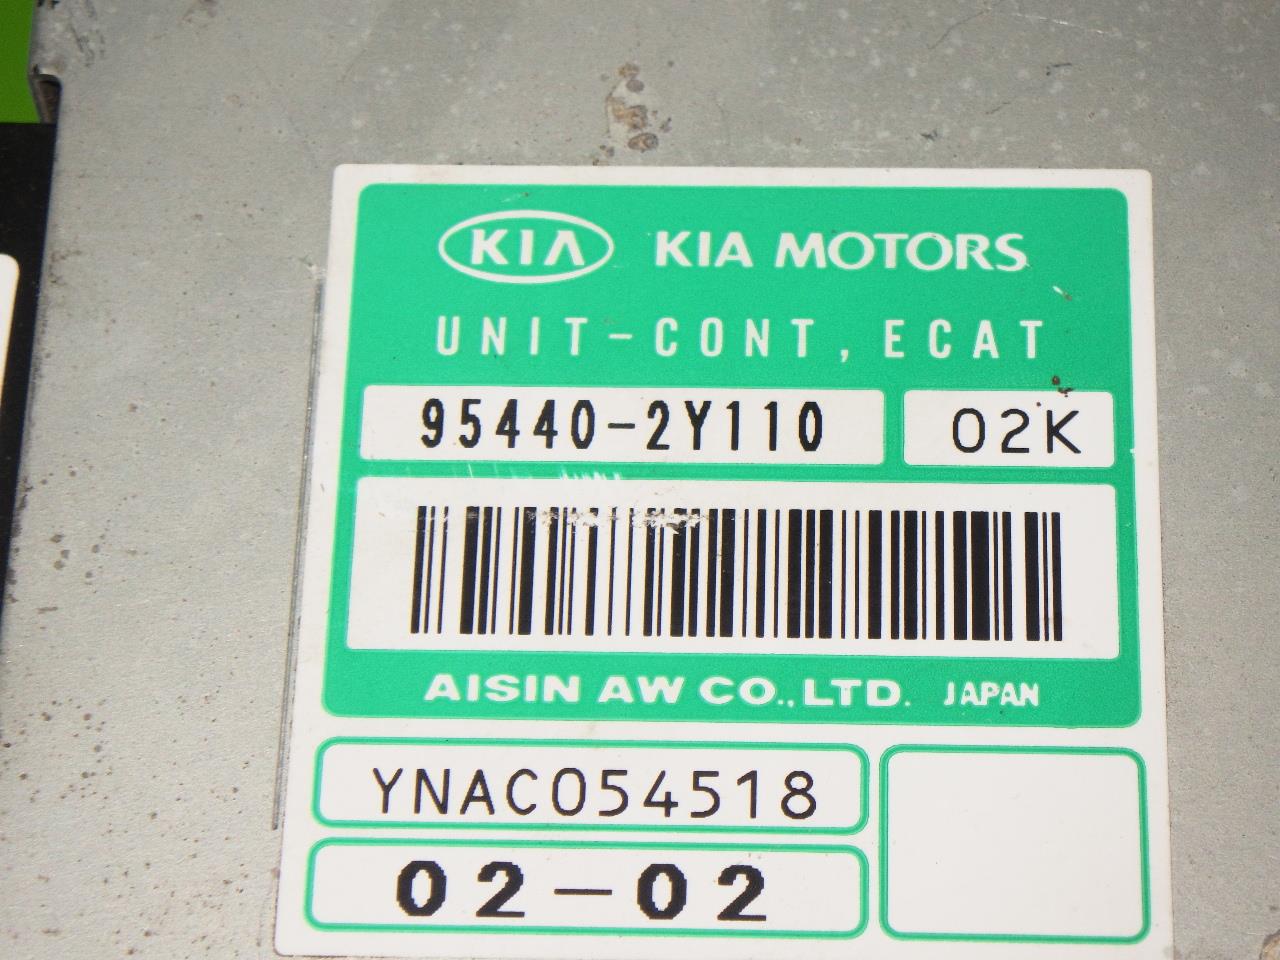 KIA KIA MOTORS
UNIT-CONT, ECAT
95440-2Y110 02K
AISIN AW CO., LTD. JAPAN
YNAC054518
02-02